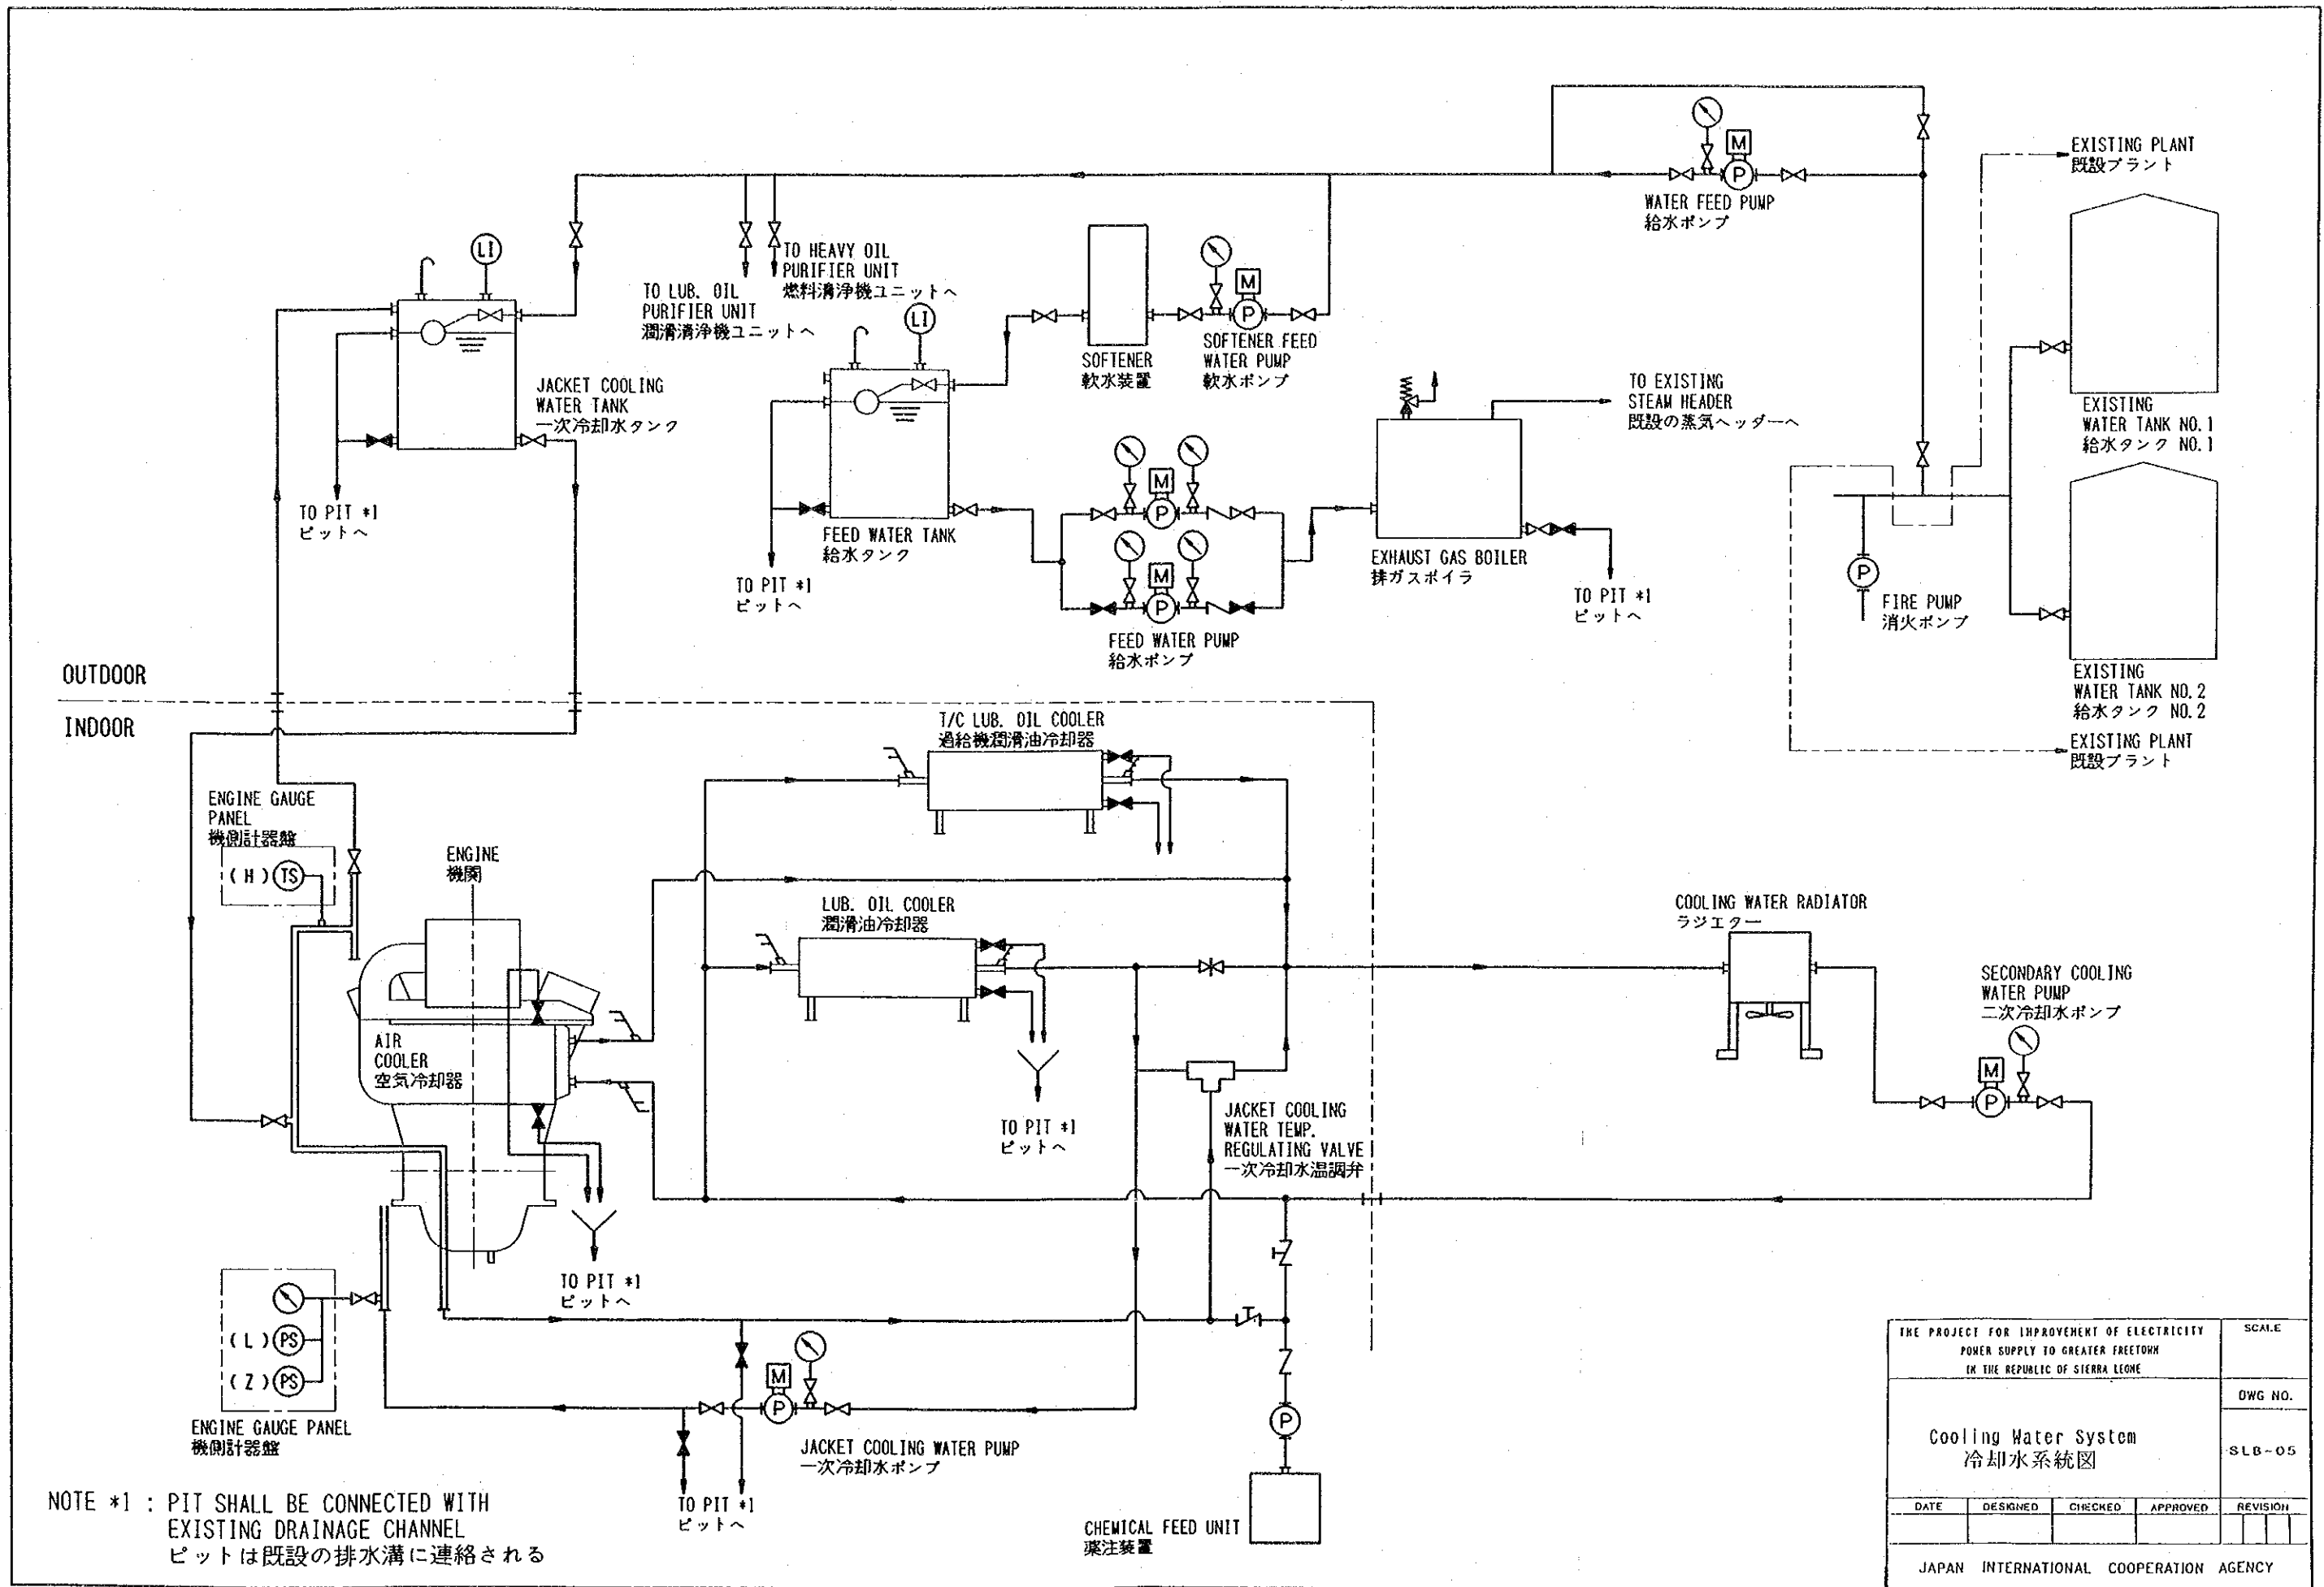 EXISTING PLANT
既設プラント
M
P
WATER FEED PUMP
給水ポンプ
LI
TO HEAVY OIL
PURIFIER UNIT
燃料清浄機ユニットへ
TO LUB. OIL
PURIFIER UNIT
潤滑清浄機ユニットへ
LI
M
P
SOFTENER
軟水装置
SOFTENER FEED
WATER PUMP
軟水ポンプ
JACKET COOLING
WATER TANK
一次冷却水タンク
TO EXISTING
STEAM HEADER
既設の蒸気ヘッダーへ
EXISTING
WATER TANK NO.1
給水タンク NO.1
TO PIT *1
ピットへ
FEED WATER TANK
給水タンク
M
P
M
P
EXHAUST GAS BOILER
排ガスボイラ
TO PIT *1
ピットへ
TO PIT *1
ピットへ
P
FIRE PUMP
消火ポンプ
FEED WATER PUMP
給水ポンプ
EXISTING
WATER TANK NO.2
給水タンク NO.2
OUTDOOR
INDOOR
EXISTING PLANT
既設プラント
T/C LUB. OIL COOLER
過給機潤滑油冷却器
ENGINE GAUGE
PANEL
機側計器盤
(H) TS
ENGINE
機関
LUB. OIL COOLER
潤滑油冷却器
COOLING WATER RADIATOR
ラジエター
SECONDARY COOLING
WATER PUMP
二次冷却水ポンプ
M
P
AIR
COOLER
空気冷却器
TO PIT *1
ピットへ
JACKET COOLING
WATER TEMP.
REGULATING VALVE
一次冷却水温調弁
TO PIT *1
ピットへ
(L) PS
(Z) PS
ENGINE GAUGE PANEL
機側計器盤
M
P
JACKET COOLING WATER PUMP
一次冷却水ポンプ
TO PIT *1
ピットへ
P
CHEMICAL FEED UNIT
薬注装置
NOTE *1 : PIT SHALL BE CONNECTED WITH
EXISTING DRAINAGE CHANNEL
ピットは既設の排水溝に連絡される
THE PROJECT FOR IMPROVEMENT OF ELECTRICITY
POWER SUPPLY TO GREATER FREETOWN
IN THE REPUBLIC OF SIERRA LEONE
SCALE
DWG NO.
Cooling Water System
冷却水系統図
SLB-05
DATE DESIGNED CHECKED APPROVED REVISION
JAPAN INTERNATIONAL COOPERATION AGENCY